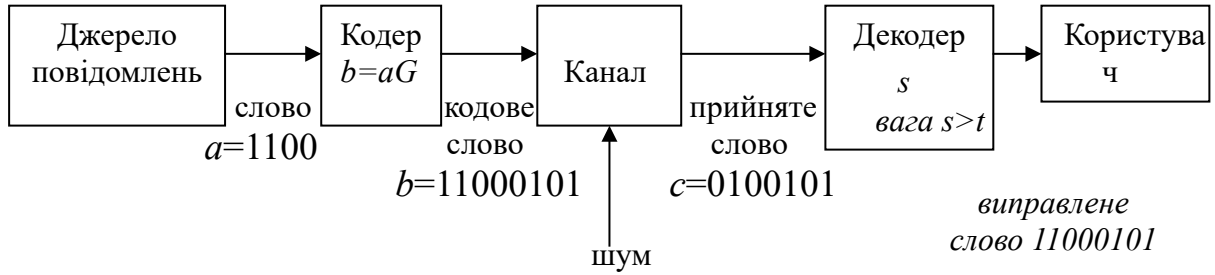 Джерело
повідомлень
слово
a=1100
Кодер
b=aG
кодове
слово
b=11000101
Канал
шум
прийняте
слово
c=0100101
Декодер
s
вага s>t
Користува
ч
виправлене
слово 11000101